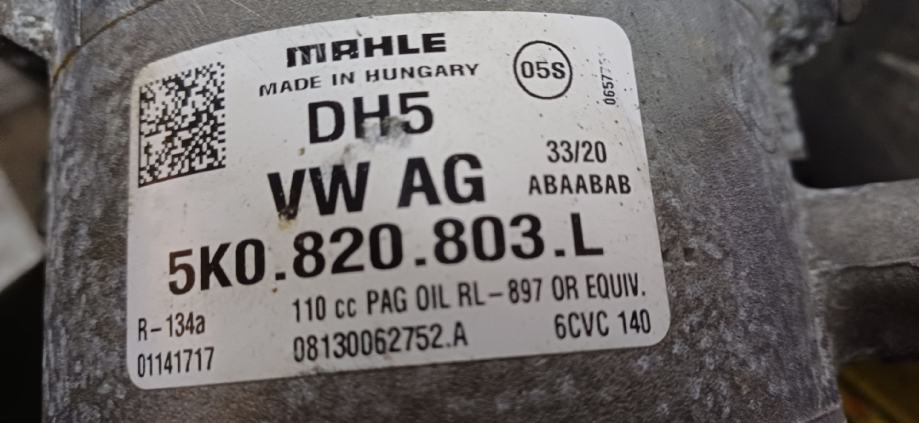 MAHLE
MADE IN HUNGARY
05S
DH5
33/20
VW AG
ABAABAB
5K0.820.803.L
110 cc PAG OIL RL-897 OR EQUIV.
R-134a
08130062752.A
6CVC 140
01141717